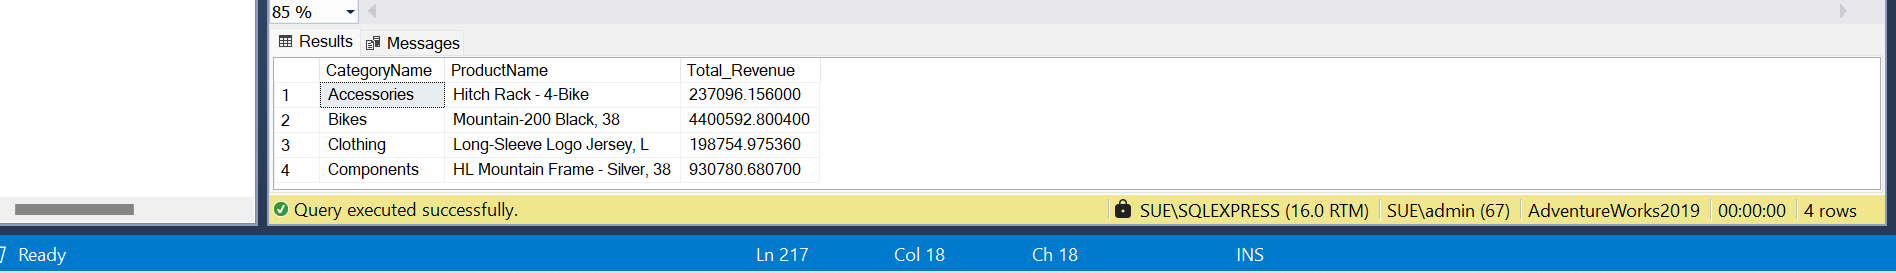 85 %
Results Messages
CategoryName ProductName Total_Revenue
1 Accessories Hitch Rack - 4-Bike 237096.156000
2 Bikes Mountain-200 Black, 38 4400592.800400
3 Clothing Long-Sleeve Logo Jersey, L 198754.975360
4 Components HL Mountain Frame - Silver, 38 930780.680700
Query executed successfully. SUE\SQLEXPRESS (16.0 RTM) SUE\admin (67) AdventureWorks2019 00:00:00 4 rows
Ready Ln 217 Col 18 Ch 18 INS